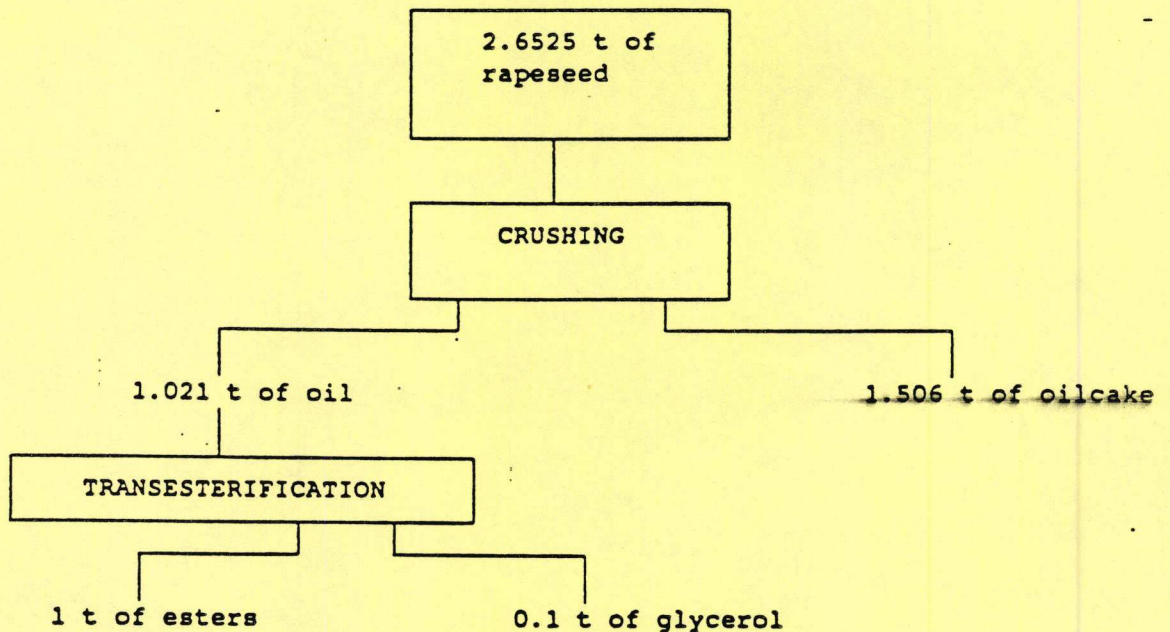 2.6525 t of
rapeseed
CRUSHING
1.021 t of oil
1.506 t of oilcake
TRANSESTERIFICATION
1 t of esters
0.1 t of glycerol